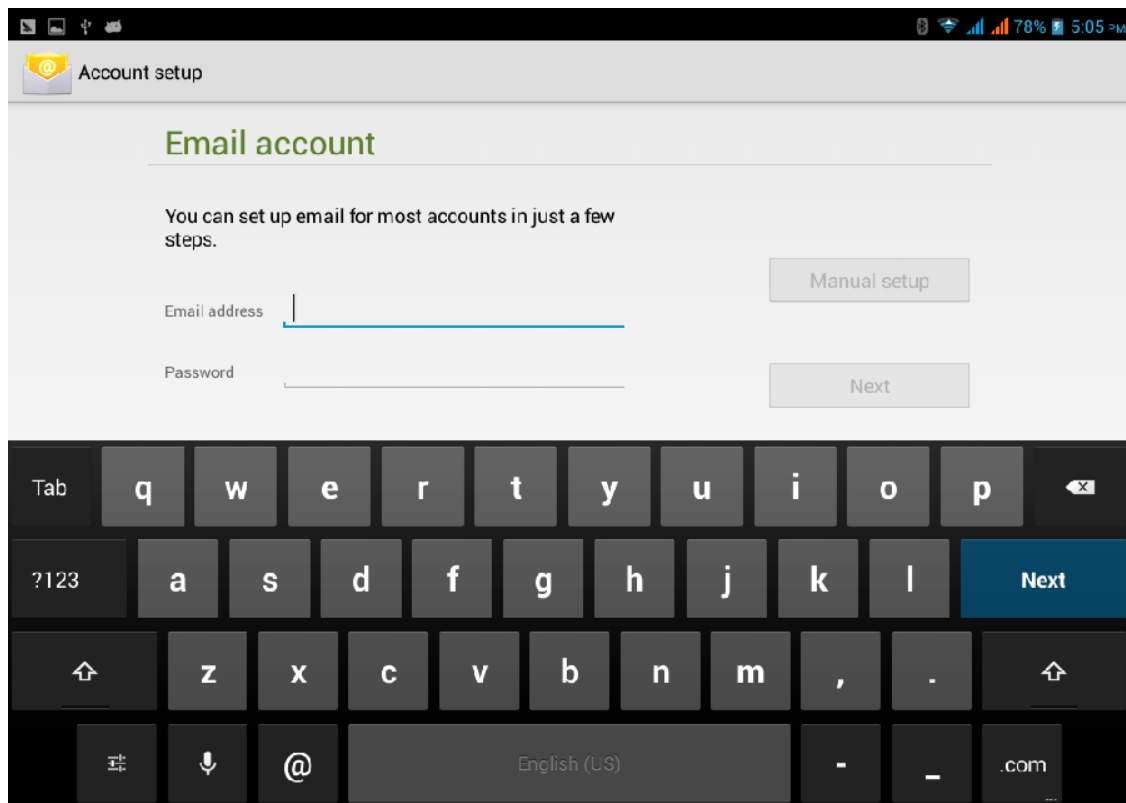 78% 5:05 PM
Account setup
Email account
You can set up email for most accounts in just a few
steps.
Manual setup
Email address
Password
Next
Tab q w e r t y u i o p
?123 a s d f g h j k l Next
z x c v b n m , .
@ English (US) - _ .com